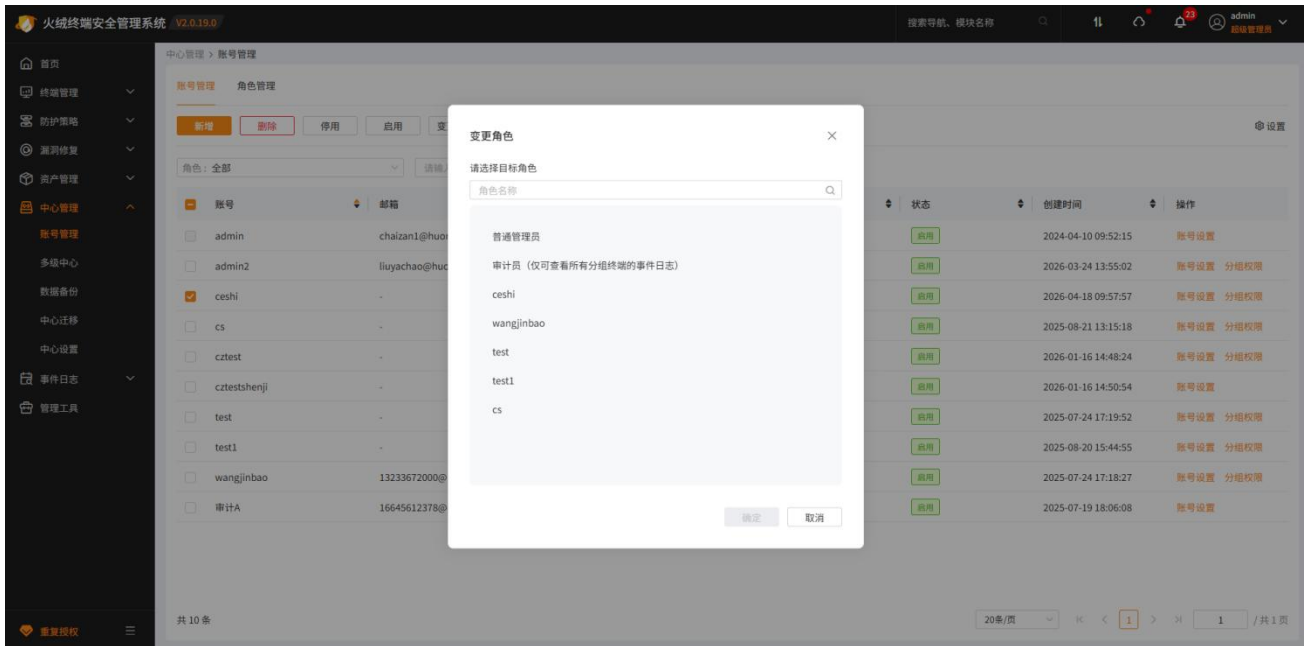 火绒终端安全管理系统 V2.0.19.0 搜索导航、模块名称 23 admin
超级管理员
中心管理 > 账号管理
首页
终端管理
防护策略
漏洞修复
资产管理
中心管理
账号管理
多级中心
数据备份
中心迁移
中心设置
事件日志
管理工具
重复授权
账号管理 角色管理
新增 删除 停用 启用 变 设置
角色: 全部 请输入
账号 邮箱 状态 创建时间 操作
admin chaizan1@huor 启用 2024-04-10 09:52:15 账号设置
admin2 liuyachao@huo 启用 2026-03-24 13:55:02 账号设置 分组权限
ceshi - 启用 2026-04-18 09:57:57 账号设置 分组权限
cs - 启用 2025-08-21 13:15:18 账号设置 分组权限
cztest - 启用 2026-01-16 14:48:24 账号设置 分组权限
cztestshenji - 启用 2026-01-16 14:50:54 账号设置
test - 启用 2025-07-24 17:19:52 账号设置 分组权限
test1 - 启用 2025-08-20 15:44:55 账号设置 分组权限
wangjinbao 13233672000@ 启用 2025-07-24 17:18:27 账号设置 分组权限
审计A 16645612378@ 启用 2025-07-19 18:06:08 账号设置
共 10 条 20条/页 1 1 / 共 1 页
变更角色
请选择目标角色
角色名称
普通管理员
审计员（仅可查看所有分组终端的事件日志）
ceshi
wangjinbao
test
test1
cs
确定 取消